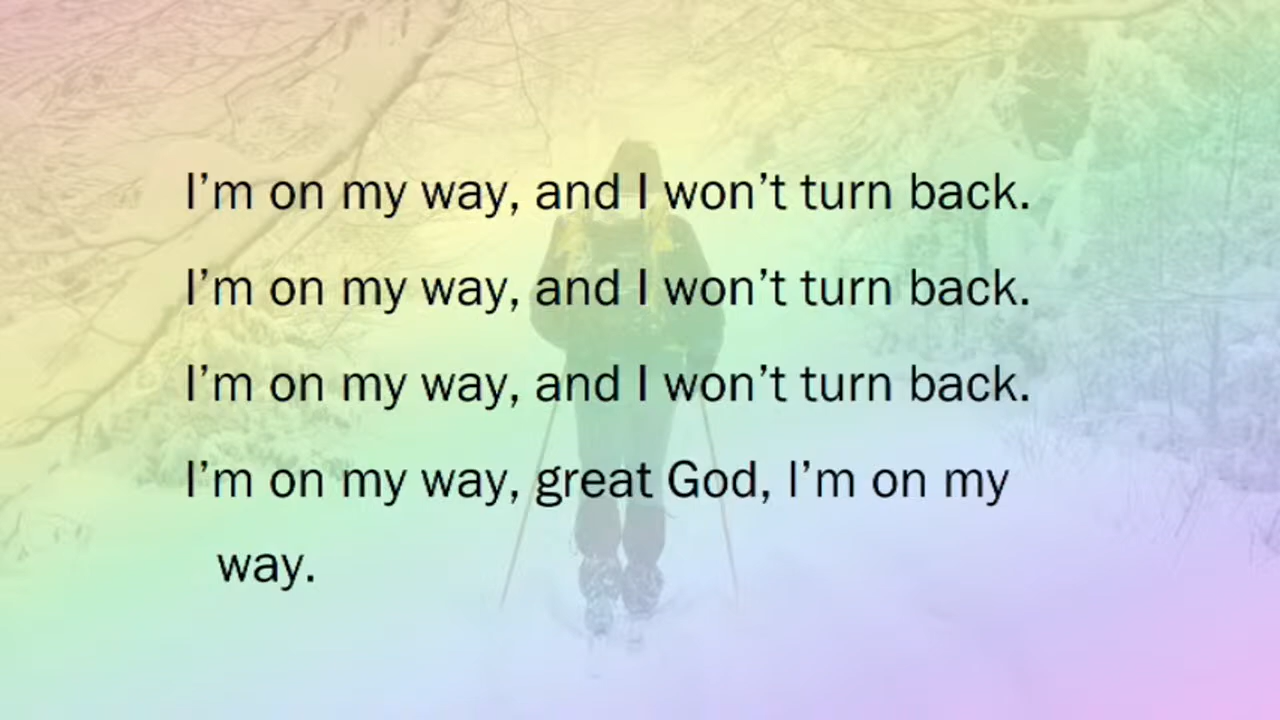 I’m on my way, and I won’t turn back.
I’m on my way, and I won’t turn back.
I’m on my way, and I won’t turn back.
I’m on my way, great God, I’m on my
way.